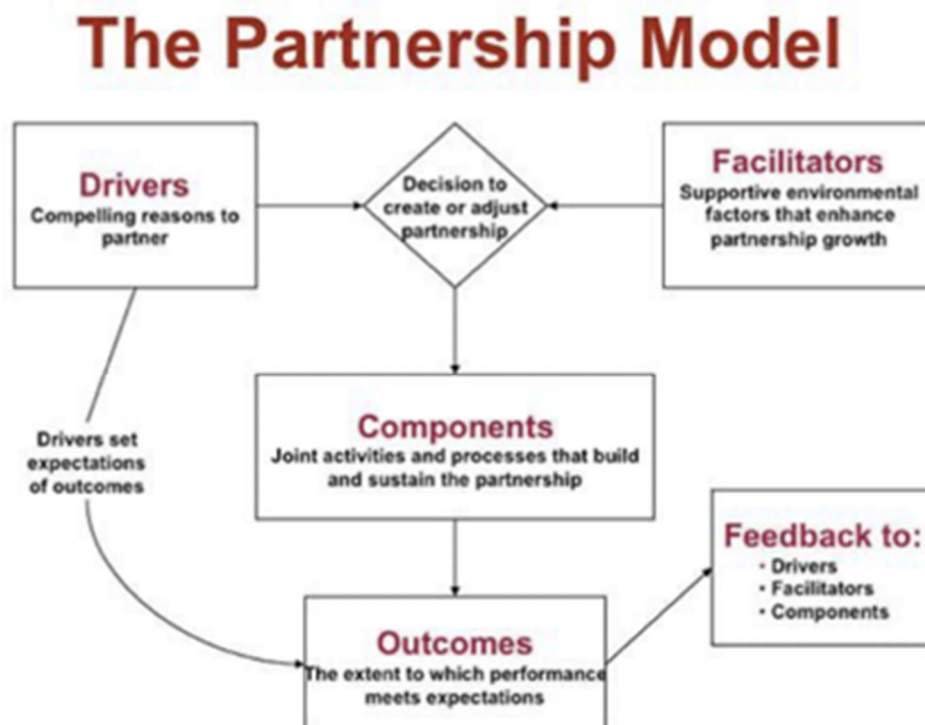 The Partnership Model
Drivers
Compelling reasons to
partner
Decision to
create or adjust
partnership
Facilitators
Supportive environmental
factors that enhance
partnership growth
Components
Joint activities and processes that build
and sustain the partnership
Drivers set
expectations
of outcomes
Feedback to:
• Drivers
• Facilitators
• Components
Outcomes
The extent to which performance
meets expectations